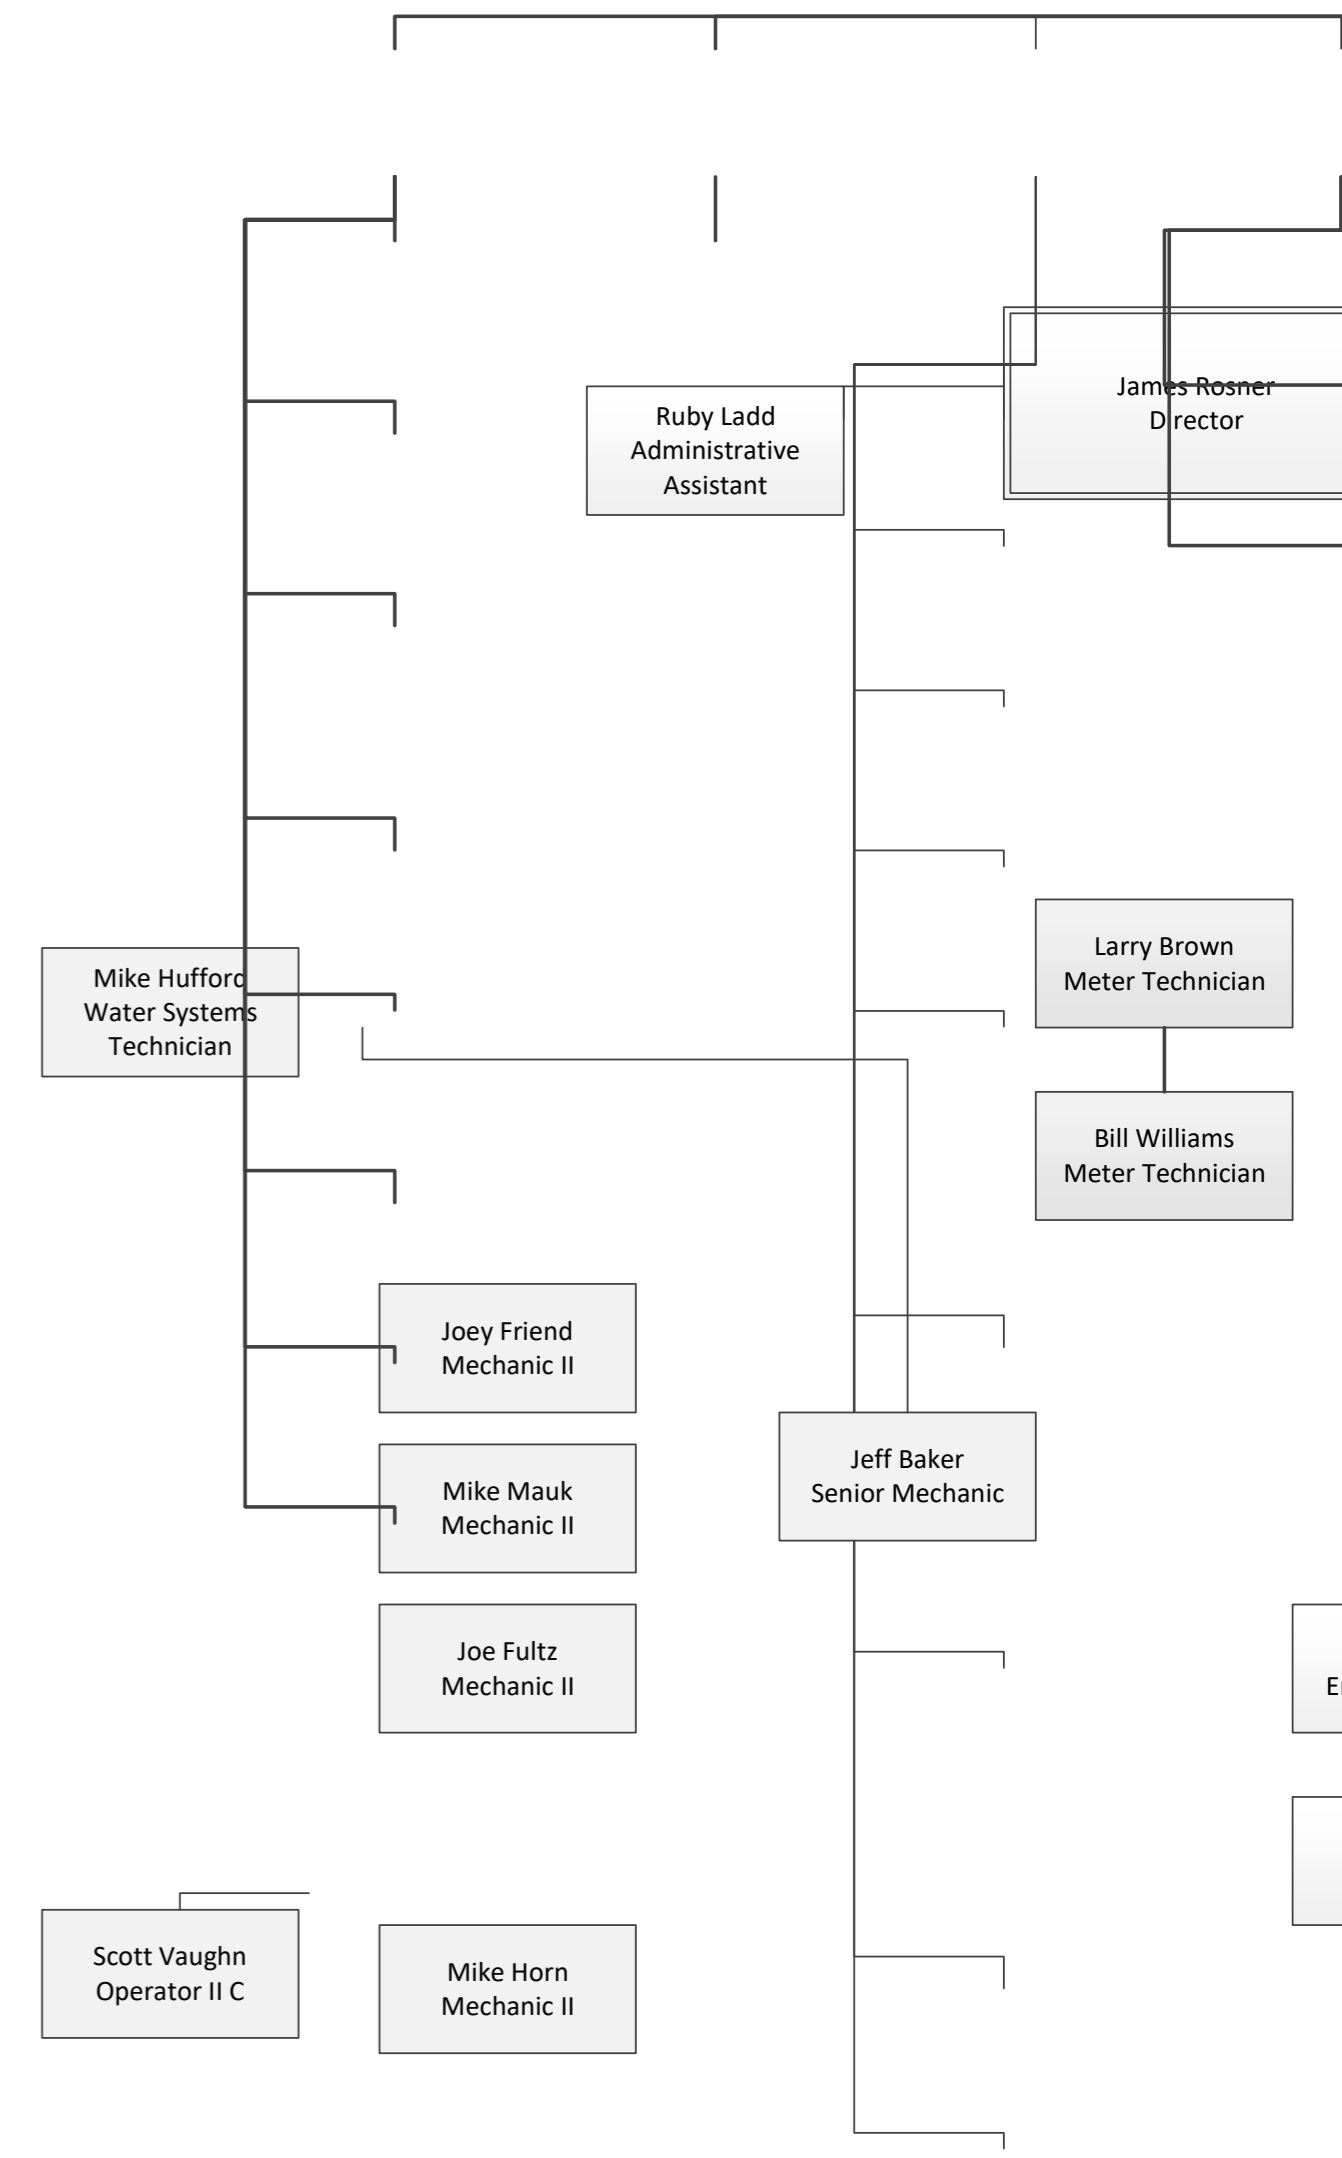 James Rosner
Director
Ruby Ladd
Administrative
Assistant
Larry Brown
Meter Technician
Mike Hufford
Water Systems
Technician
Bill Williams
Meter Technician
Joey Friend
Mechanic II
Jeff Baker
Senior Mechanic
Mike Mauk
Mechanic II
Joe Fultz
Mechanic II
Scott Vaughn
Operator II C
Mike Horn
Mechanic II